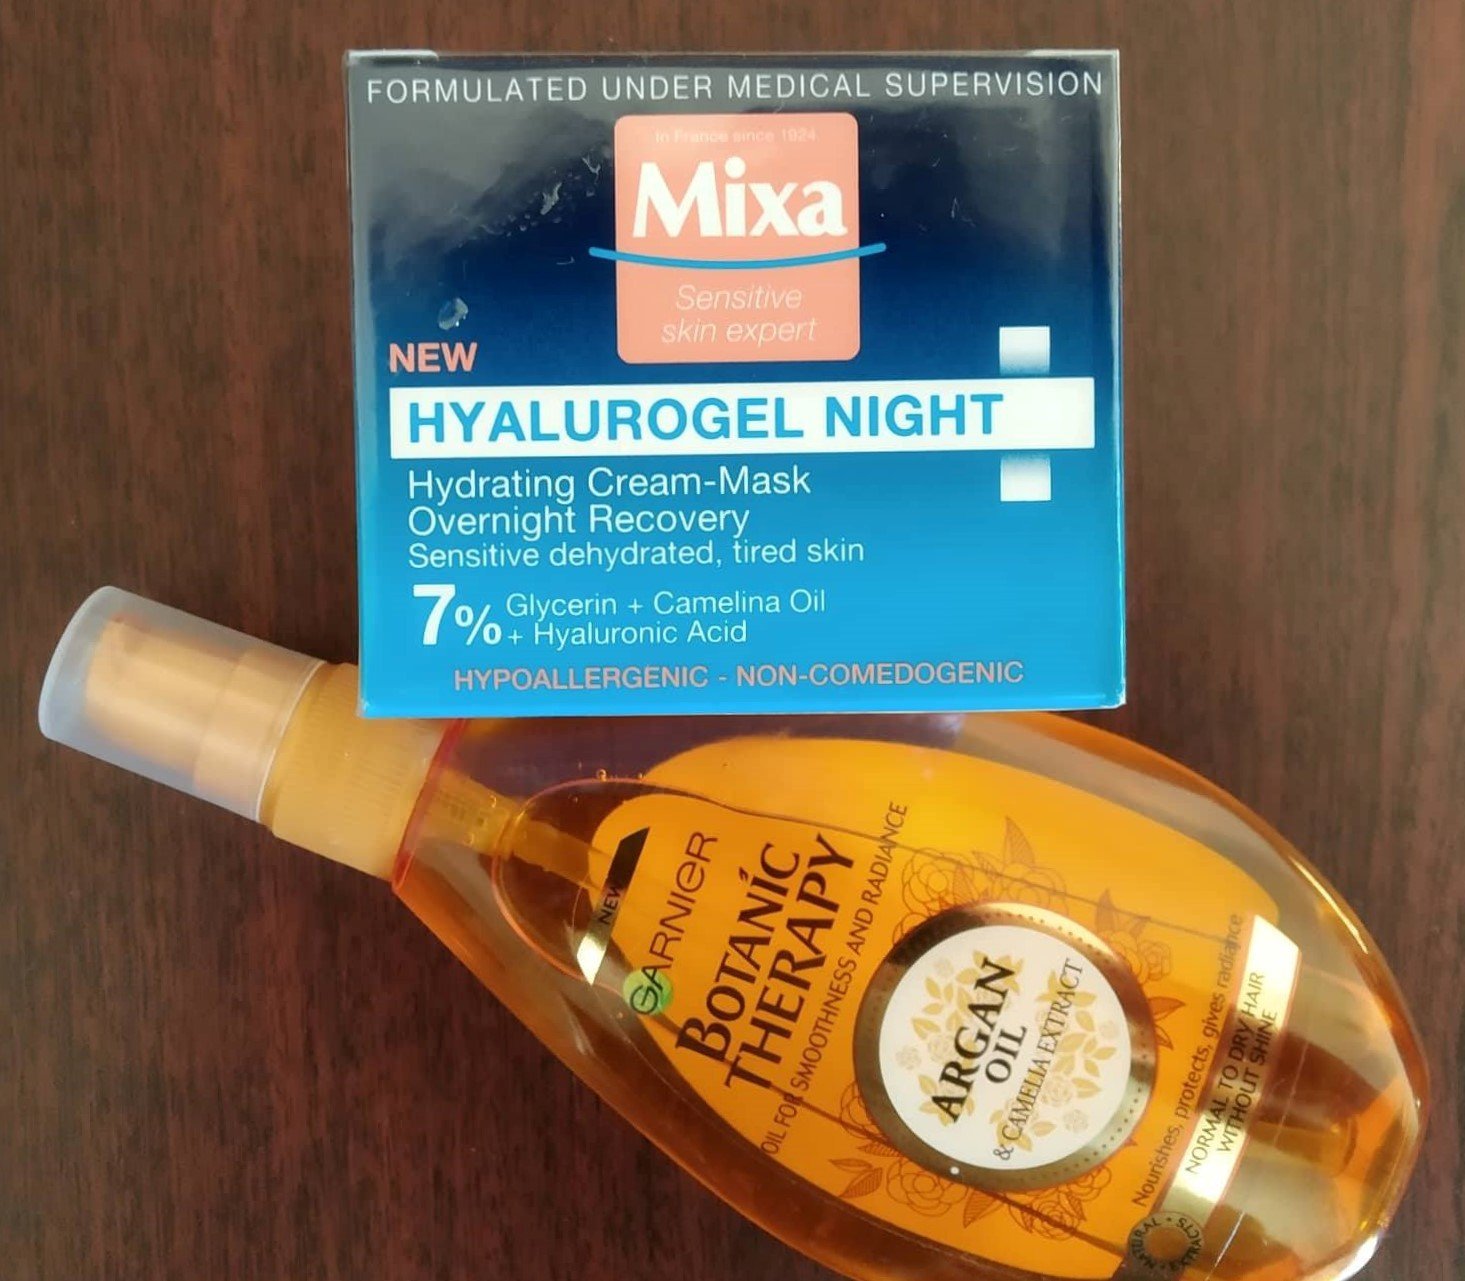 FORMULATED UNDER MEDICAL SUPERVISION
In France since 1924
Mixa
Sensitive
skin expert
NEW
HYALUROGEL NIGHT
Hydrating Cream-Mask
Overnight Recovery
Sensitive dehydrated, tired skin
7% Glycerin + Camelina Oil
+ Hyaluronic Acid
HYPOALLERGENIC - NON-COMEDOGENIC
NEW
GARNIER
BOTANIC
THERAPY
OIL FOR SMOOTHNESS AND RADIANCE
ARGAN
OIL
& CAMELIA EXTRACT
Nourishes, protects, gives radiance
NORMAL TO DRY HAIR
WITHOUT SHINE
NATURAL • EXTRACTS